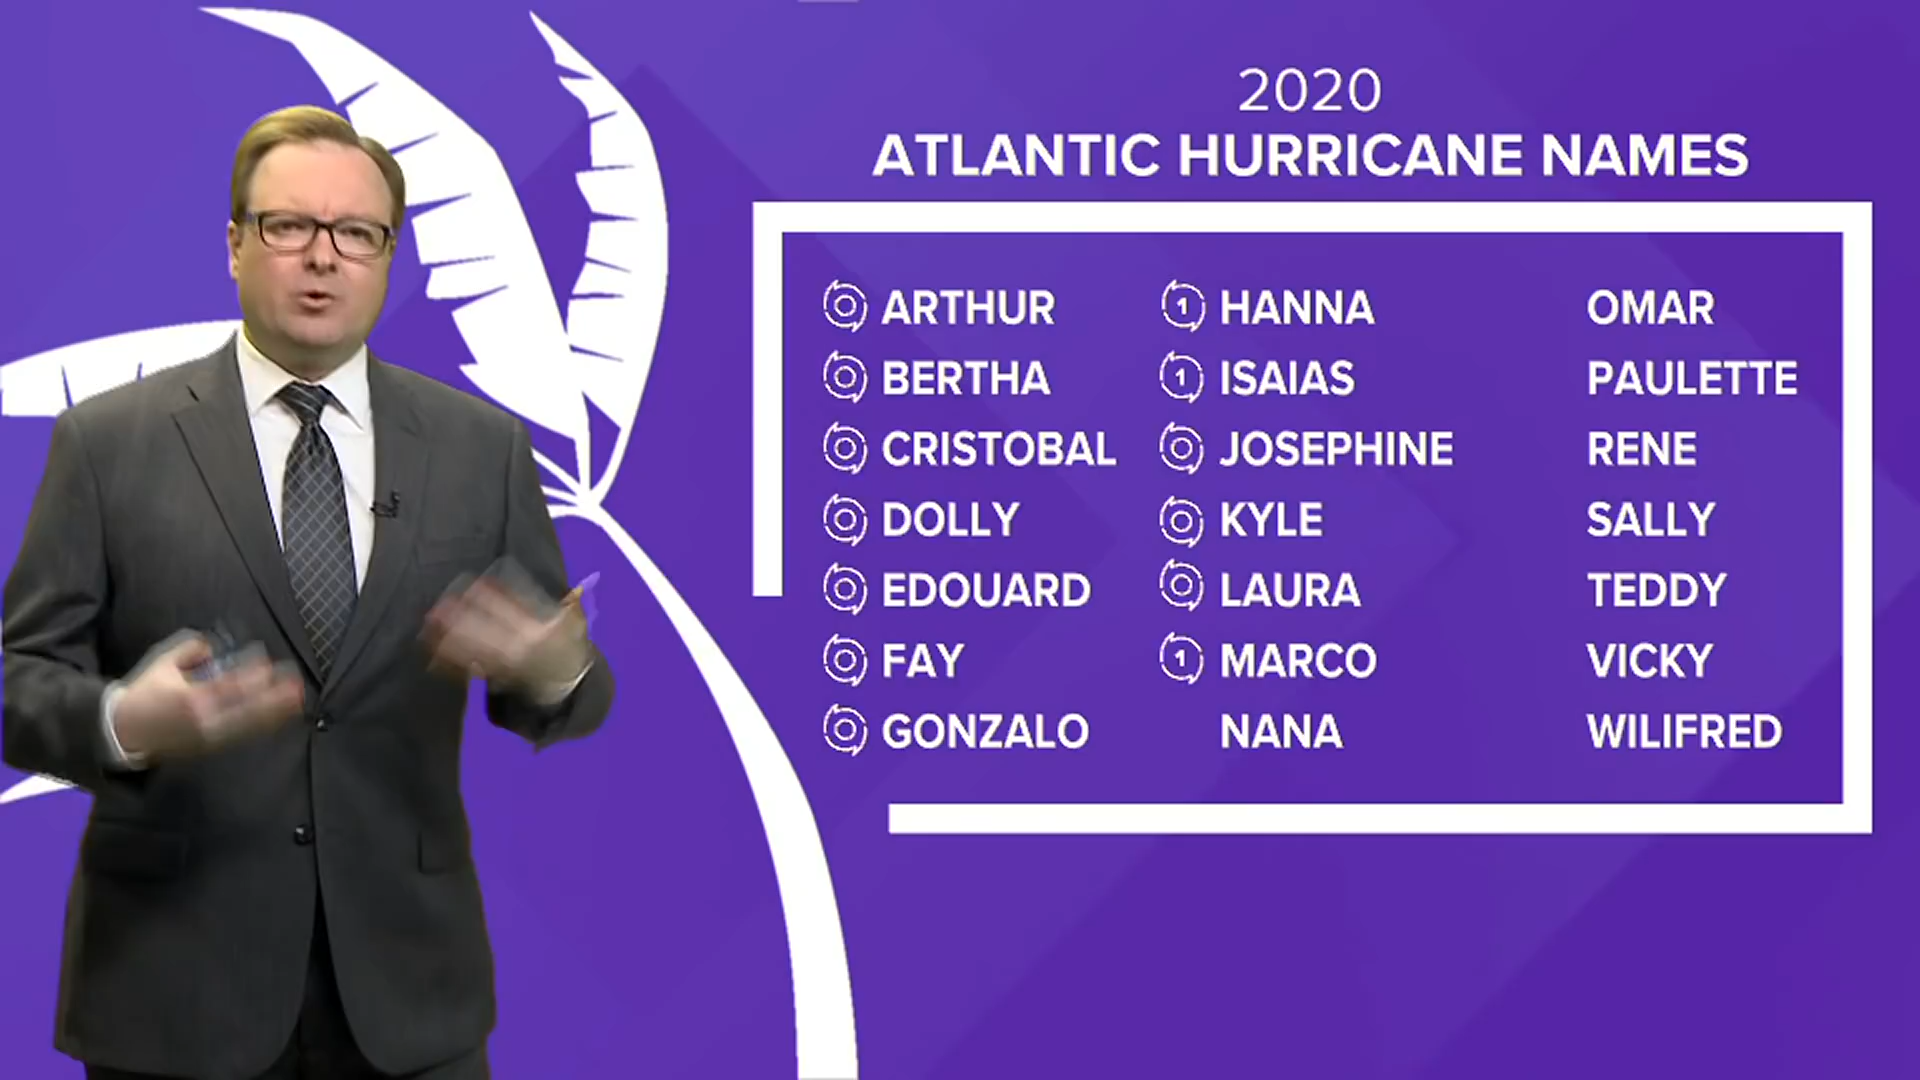 2020
ATLANTIC HURRICANE NAMES
ARTHUR
BERTHA
CRISTOBAL
DOLLY
EDOUARD
FAY
GONZALO
1 HANNA
1 ISAIAS
JOSEPHINE
KYLE
LAURA
1 MARCO
NANA
OMAR
PAULETTE
RENE
SALLY
TEDDY
VICKY
WILIFRED